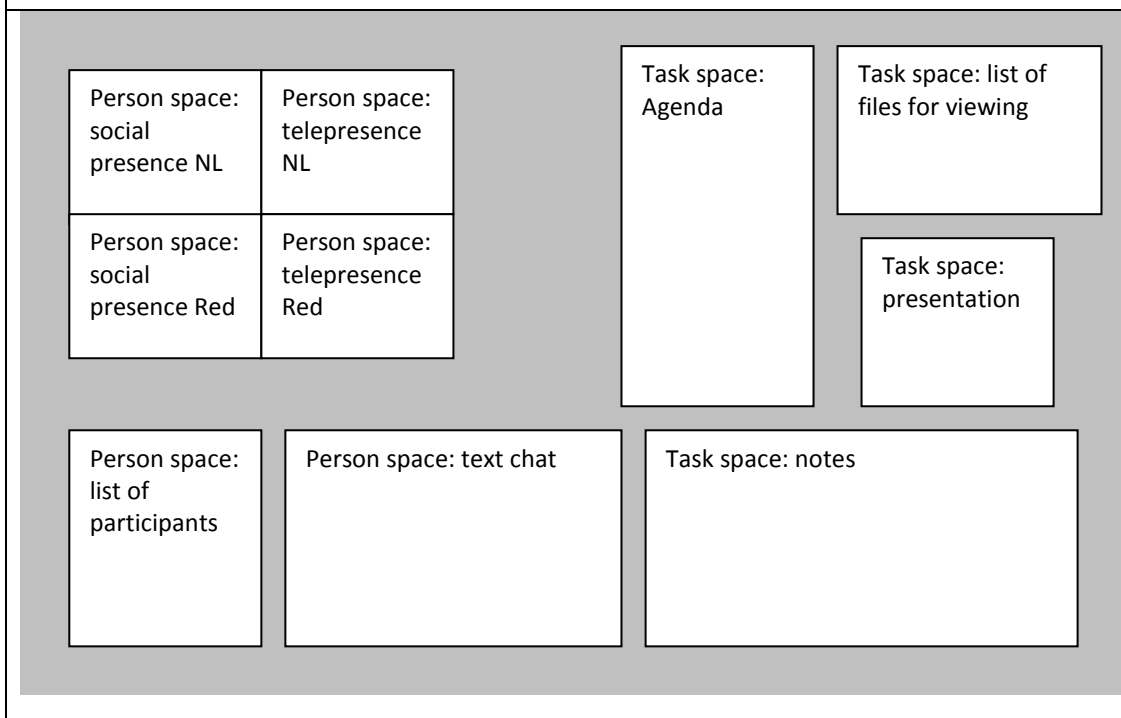 Person space:
social
presence NL
Person space:
telepresence
NL
Person space:
social
presence Red
Person space:
telepresence
Red
Task space:
Agenda
Task space: list of
files for viewing
Task space:
presentation
Person space:
list of
participants
Person space: text chat
Task space: notes